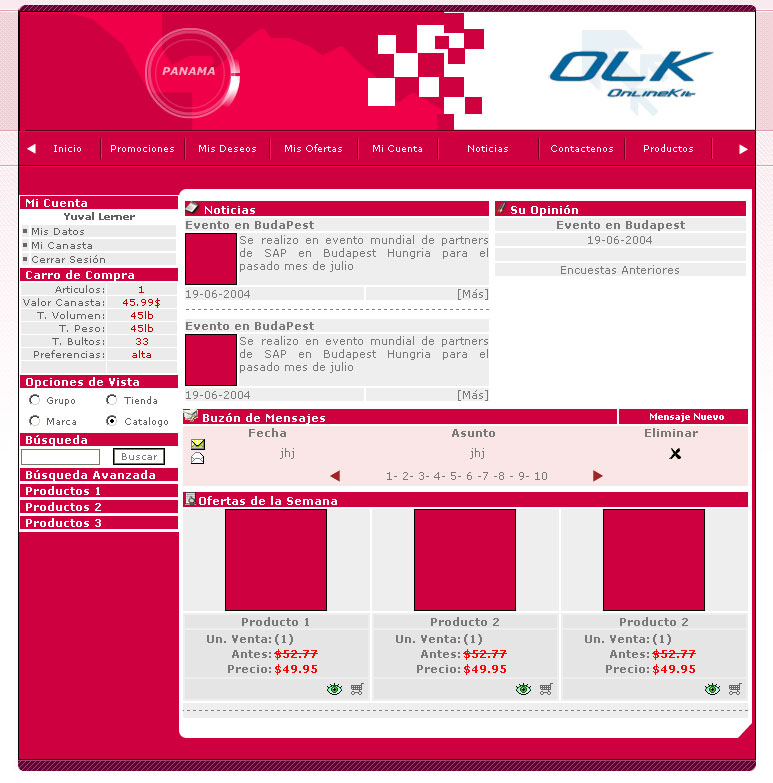 PANAMA
OLK
OnLineKit
Inicio Promociones Mis Deseos Mis Ofertas Mi Cuenta Noticias Contactenos Productos
Mi Cuenta
Yuval Lerner
Mis Datos
Mi Canasta
Cerrar Sesión
Carro de Compra
Articulos: 1
Valor Canasta: 45.99$
T. Volumen: 45lb
T. Peso: 45lb
T. Bultos: 33
Preferencias: alta
Opciones de Vista
Grupo Tienda
Marca Catalogo
Búsqueda
Buscar
Búsqueda Avanzada
Productos 1
Productos 2
Productos 3
Noticias
Evento en BudaPest
Se realizo en evento mundial de partners
de SAP en Budapest Hungria para el
pasado mes de julio
19-06-2004 [Más]
Evento en BudaPest
Se realizo en evento mundial de partners
de SAP en Budapest Hungria para el
pasado mes de julio
19-06-2004 [Más]
Su Opinión
Evento en Budapest
19-06-2004
Encuestas Anteriores
Buzón de Mensajes Mensaje Nuevo
Fecha Asunto Eliminar
jhj jhj X
1- 2- 3- 4- 5- 6 -7 -8 - 9- 10
Ofertas de la Semana
Producto 1 Producto 2 Producto 2
Un. Venta: (1) Un. Venta: (1) Un. Venta: (1)
Antes: $52.77 Antes: $52.77 Antes: $52.77
Precio: $49.95 Precio: $49.95 Precio: $49.95